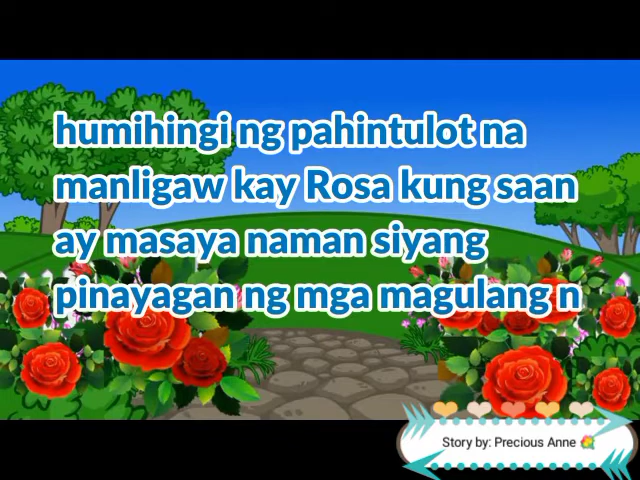 humihingi ng pahintulot na
manligaw kay Rosa kung saan
ay masaya naman siyang
pinayagan ng mga magulang n
Story by: Precious Anne